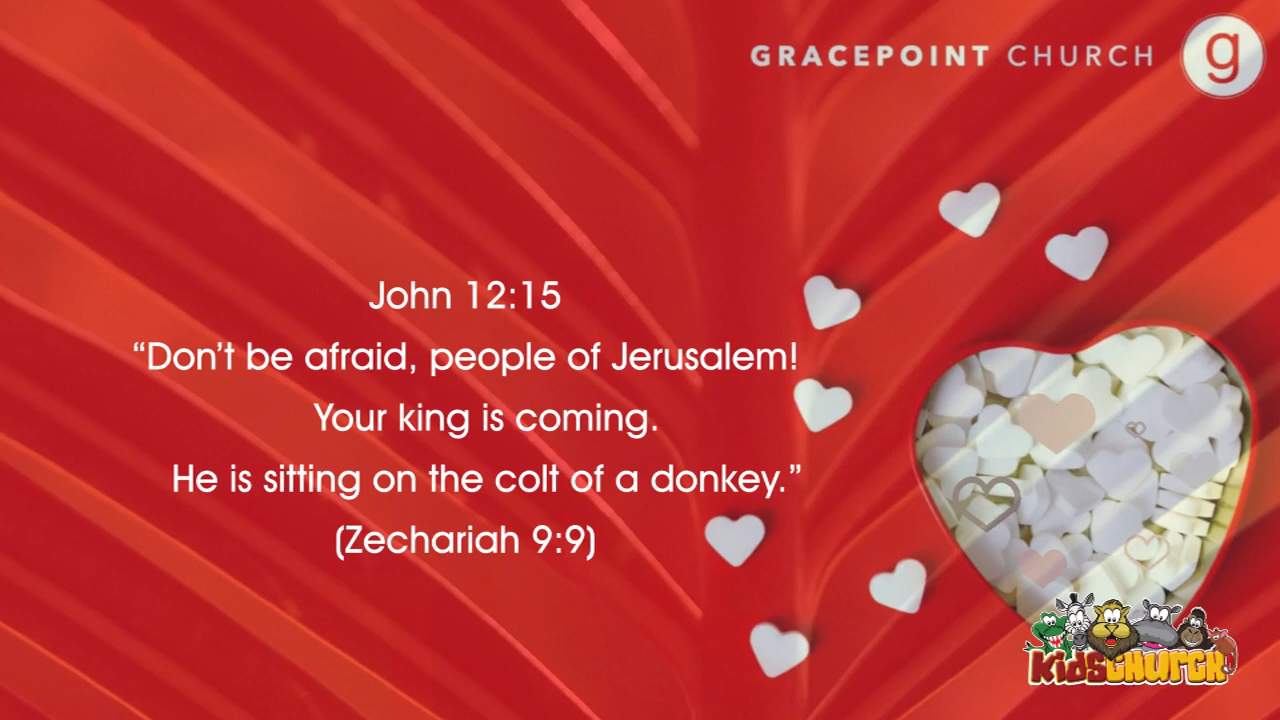 GRACEPOINT CHURCH g
John 12:15
“Don’t be afraid, people of Jerusalem!
Your king is coming.
He is sitting on the colt of a donkey.”
(Zechariah 9:9)
KidsCHURCH